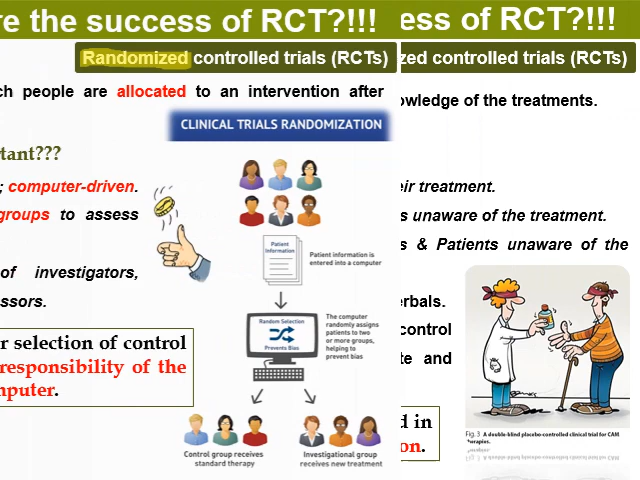 re the success of RCT?!!!
Randomized controlled trials (RCTs)
ch people are allocated to an intervention after
tant???
; computer-driven.
groups to assess
of investigators,
ssors.
r selection of control
responsibility of the
mputer.
CLINICAL TRIALS RANDOMIZATION
Patient Information
Patient information is
entered into a computer
Random Selection
Prevents Bias
The computer
randomly assigns
patients to two
or more groups,
helping to
prevent bias
Control group receives
standard therapy
Investigational group
receives new treatment
ess of RCT?!!!
zed controlled trials (RCTs)
owledge of the treatments.
eir treatment.
s unaware of the treatment.
s & Patients unaware of the
erbals.
control
te and
d in
on.
Fig. 3 A double-blind placebo-controlled clinical trial for CAM
therapies.